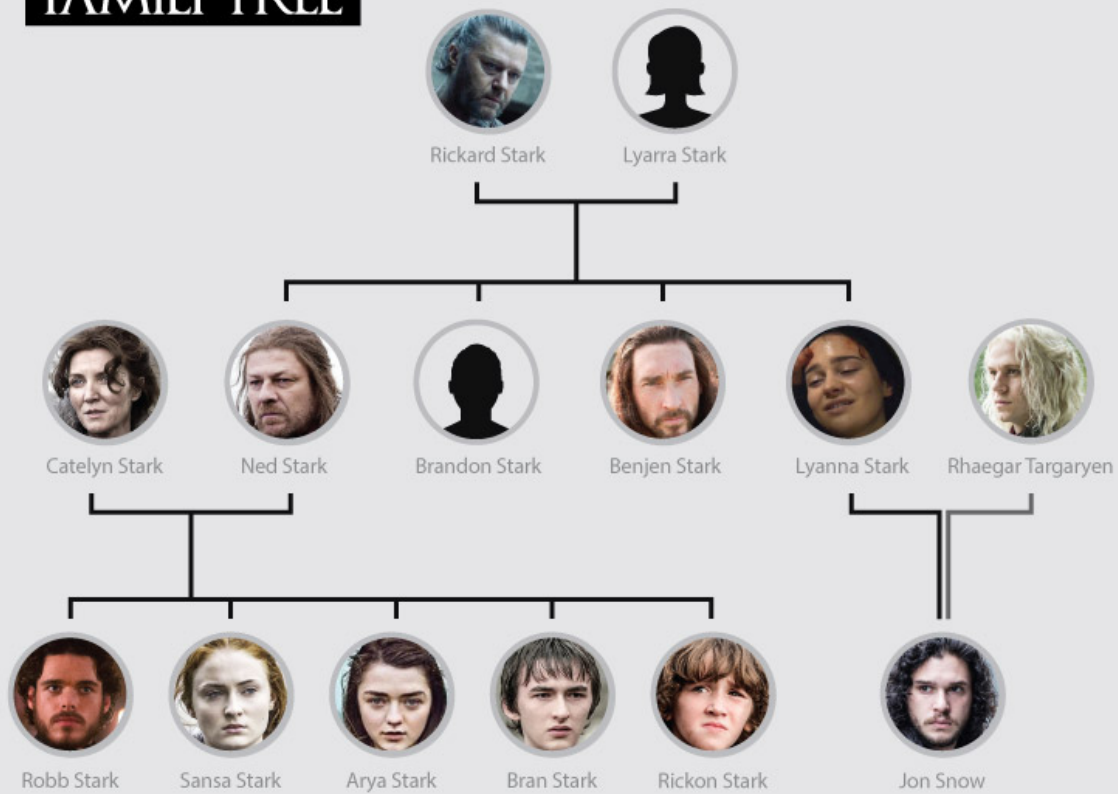 FAMILY TREE
Rickard Stark
Lyarra Stark
Catelyn Stark
Ned Stark
Brandon Stark
Benjen Stark
Lyanna Stark
Rhaegar Targaryen
Robb Stark
Sansa Stark
Arya Stark
Bran Stark
Rickon Stark
Jon Snow